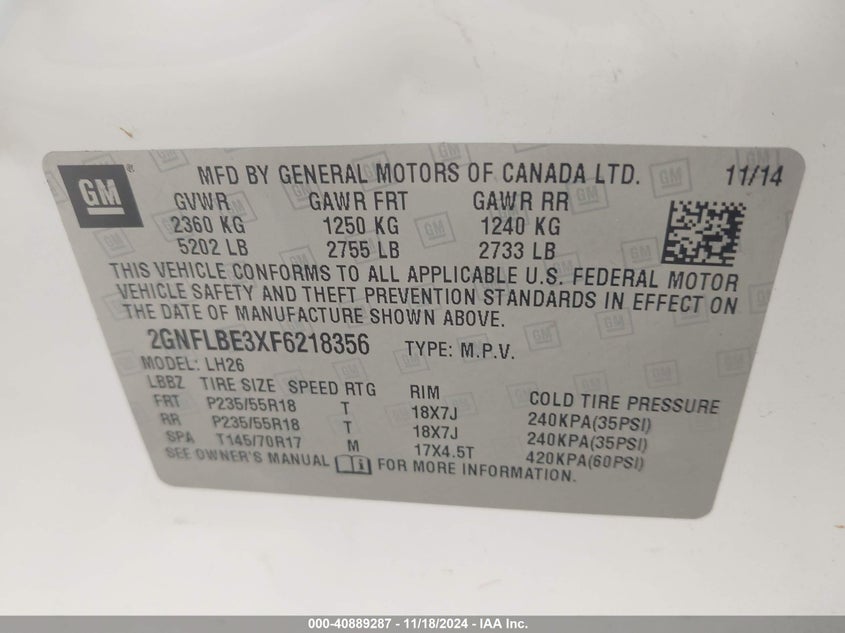 GM ® MFD BY GENERAL MOTORS OF CANADA LTD. 11/14
GVWR GAWR FRT GAWR RR
2360 KG 1250 KG 1240 KG
5202 LB 2755 LB 2733 LB
THIS VEHICLE CONFORMS TO ALL APPLICABLE U.S. FEDERAL MOTOR
VEHICLE SAFETY AND THEFT PREVENTION STANDARDS IN EFFECT ON
THE DATE OF MANUFACTURE SHOWN ABOVE.
2GNFLBE3XF6218356 TYPE: M.P.V.
MODEL: LH26
LBBZ TIRE SIZE SPEED RTG RIM COLD TIRE PRESSURE
FRT P235/55R18 T 18X7J 240KPA(35PSI)
RR P235/55R18 T 18X7J 240KPA(35PSI)
SPA T145/70R17 M 17X4.5T 420KPA(60PSI)
SEE OWNER'S MANUAL FOR MORE INFORMATION.
000-40889287 - 11/18/2024 - IAA Inc.